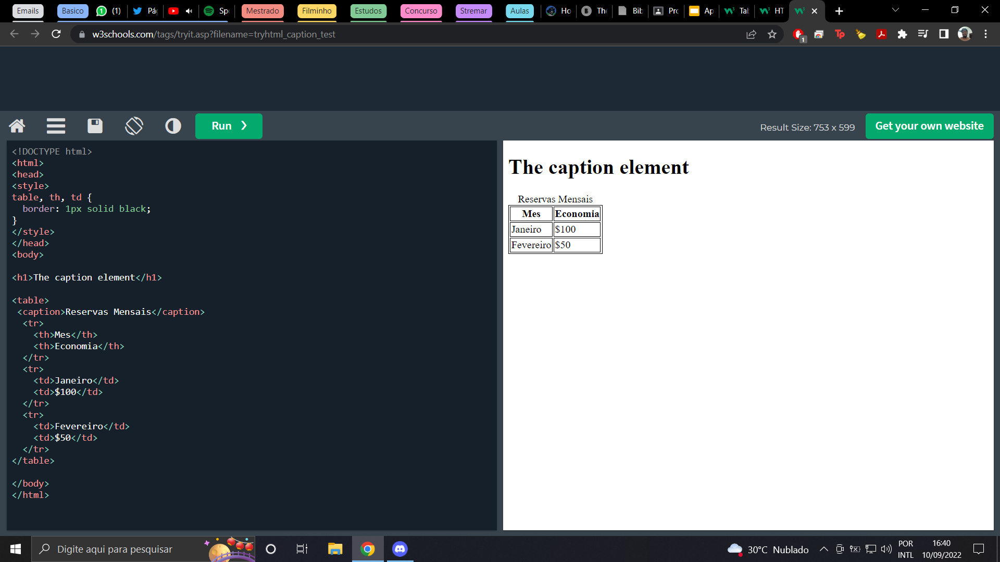 Emails Basico (1) Pá Sp Mestrado Filminho Estudos Concurso Stremar Aulas Ho Th Bib Prc Ap Tal HT
w3schools.com/tags/tryit.asp?filename=tryhtml_caption_test
1
Run ❯
Result Size: 753 x 599
Get your own website
<!DOCTYPE html>
<html>
<head>
<style>
table, th, td {
  border: 1px solid black;
}
</style>
</head>
<body>
<h1>The caption element</h1>
<table>
 <caption>Reservas Mensais</caption>
  <tr>
    <th>Mes</th>
    <th>Economia</th>
  </tr>
  <tr>
    <td>Janeiro</td>
    <td>$100</td>
  </tr>
  <tr>
    <td>Fevereiro</td>
    <td>$50</td>
  </tr>
</table>
</body>
</html>
The caption element
Reservas Mensais
Mes Economia
Janeiro $100
Fevereiro $50
Digite aqui para pesquisar
30°C Nublado
POR
INTL
16:40
10/09/2022